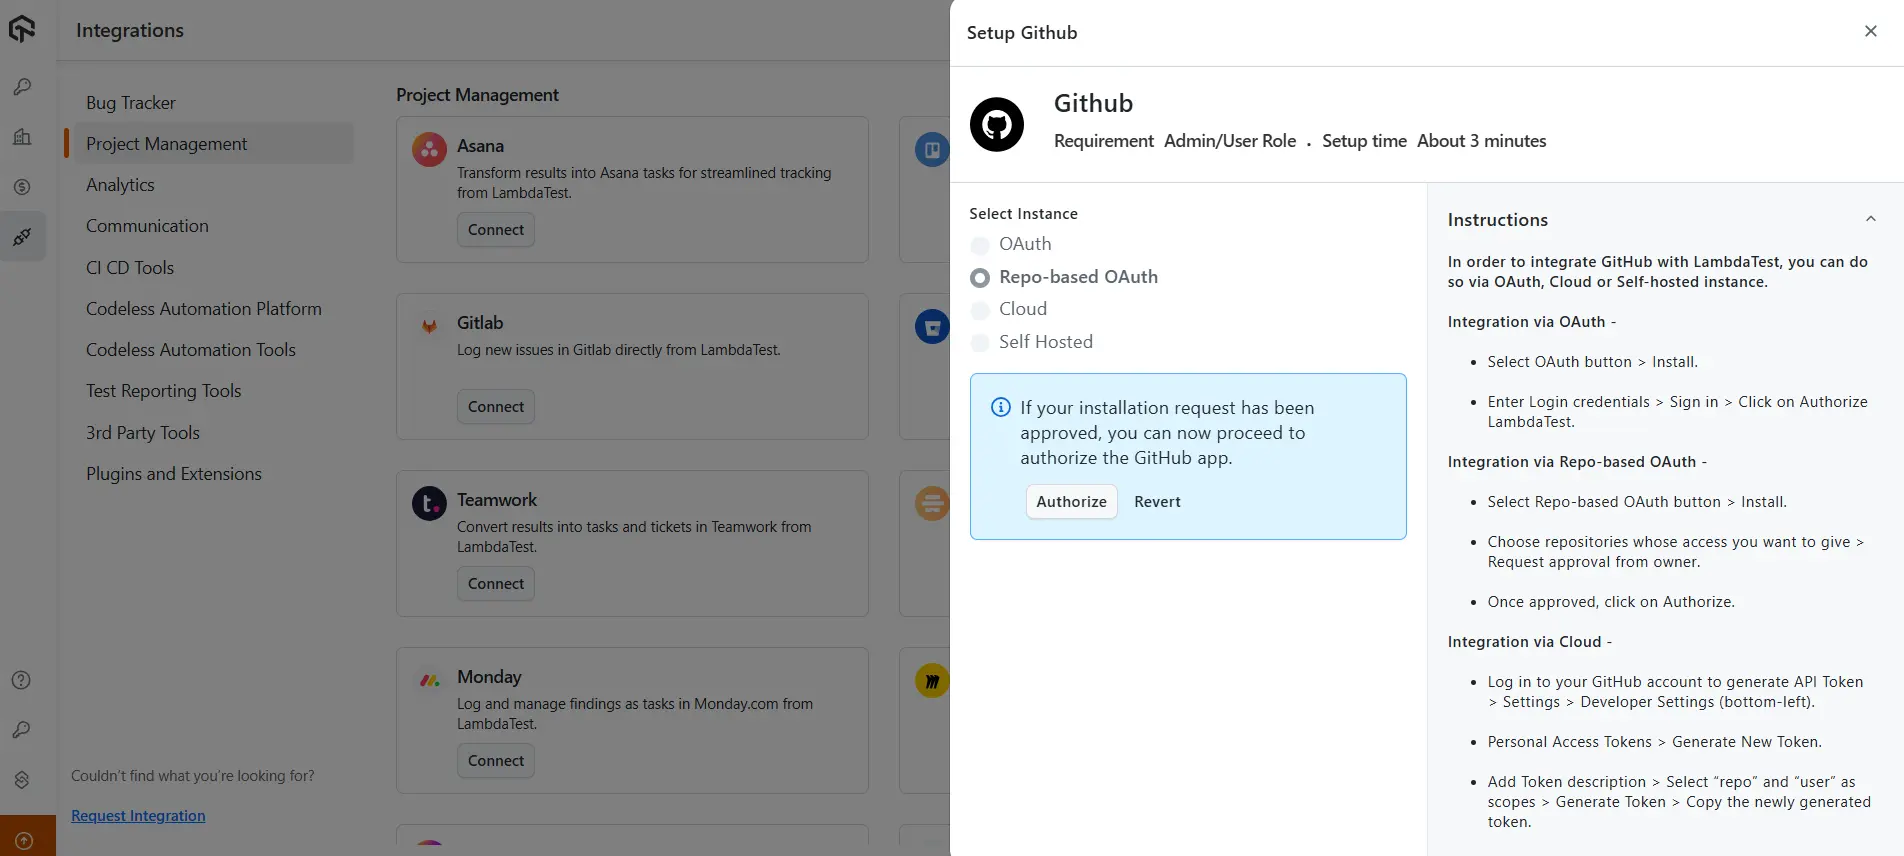 Integrations
Bug Tracker
Project Management
Analytics
Communication
CI CD Tools
Codeless Automation Platform
Codeless Automation Tools
Test Reporting Tools
3rd Party Tools
Plugins and Extensions
Couldn't find what you're looking for?
Request Integration
Project Management
Asana
Transform results into Asana tasks for streamlined tracking
from LambdaTest.
Connect
Gitlab
Log new issues in Gitlab directly from LambdaTest.
Connect
Teamwork
Convert results into tasks and tickets in Teamwork from
LambdaTest.
Connect
Monday
Log and manage findings as tasks in Monday.com from
LambdaTest.
Connect
Setup Github
Github
Requirement Admin/User Role . Setup time About 3 minutes
Select Instance
OAuth
Repo-based OAuth
Cloud
Self Hosted
If your installation request has been
approved, you can now proceed to
authorize the GitHub app.
Authorize Revert
Instructions
In order to integrate GitHub with LambdaTest, you can do
so via OAuth, Cloud or Self-hosted instance.
Integration via OAuth -
• Select OAuth button > Install.
• Enter Login credentials > Sign in > Click on Authorize
LambdaTest.
Integration via Repo-based OAuth -
• Select Repo-based OAuth button > Install.
• Choose repositories whose access you want to give >
Request approval from owner.
• Once approved, click on Authorize.
Integration via Cloud -
• Log in to your GitHub account to generate API Token
> Settings > Developer Settings (bottom-left).
• Personal Access Tokens > Generate New Token.
• Add Token description > Select “repo” and “user” as
scopes > Generate Token > Copy the newly generated
token.